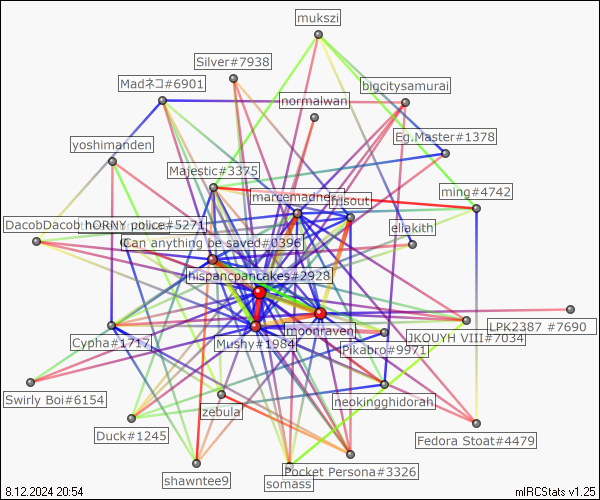 mukszi
Silver#7938
Madネコ#6901
bigcitysamurai
normalwan
Eg.Master#1378
yoshimanden
Majestic#3375
ming#4742
marcemadne
rusout
DacobDacob
hORNY police#5271
eliakith
Can anything be saved#0396
hispancpancakes#2928
LPK2387 #7690
moonraven
JKOUYH VIII#7034
Cypha#1717
Mushy#1984
Pikabro#9971
Swirly Boi#6154
neokingghidorah
zebula
Duck#1245
Fedora Stoat#4479
Pocket Persona#3326
shawntee9
somass
8.12.2024 20:54
mIRCStats v1.25